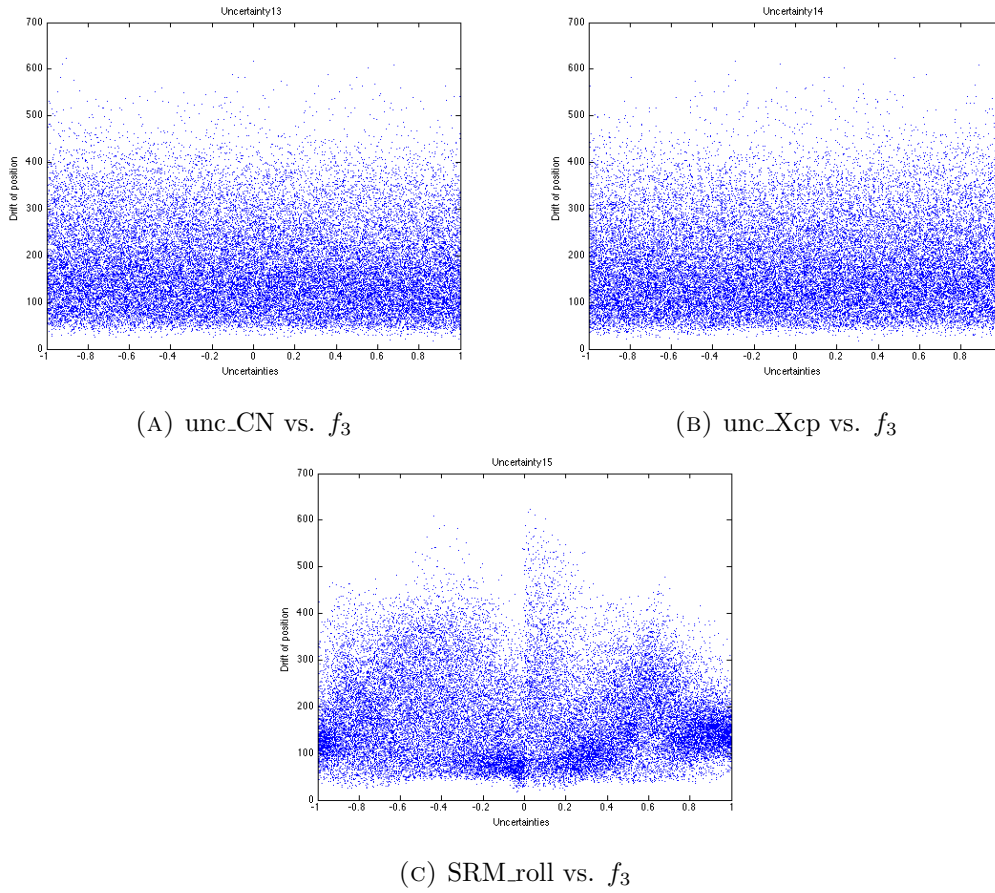 Uncertainty13
700
600
500
400
300
200
100
0
Drift of position
-1 -0.8 -0.6 -0.4 -0.2 0 0.2 0.4 0.6 0.8 1
Uncertainties
(A) unc_CN vs. f3
Uncertainty14
700
600
500
400
300
200
100
0
Drift of position
-1 -0.8 -0.6 -0.4 -0.2 0 0.2 0.4 0.6 0.8
Uncertainties
(B) unc_Xcp vs. f3
Uncertainty15
700
600
500
400
300
200
100
0
Drift of position
-1 -0.8 -0.6 -0.4 -0.2 0 0.2 0.4 0.6 0.8 1
Uncertainties
(C) SRM_roll vs. f3